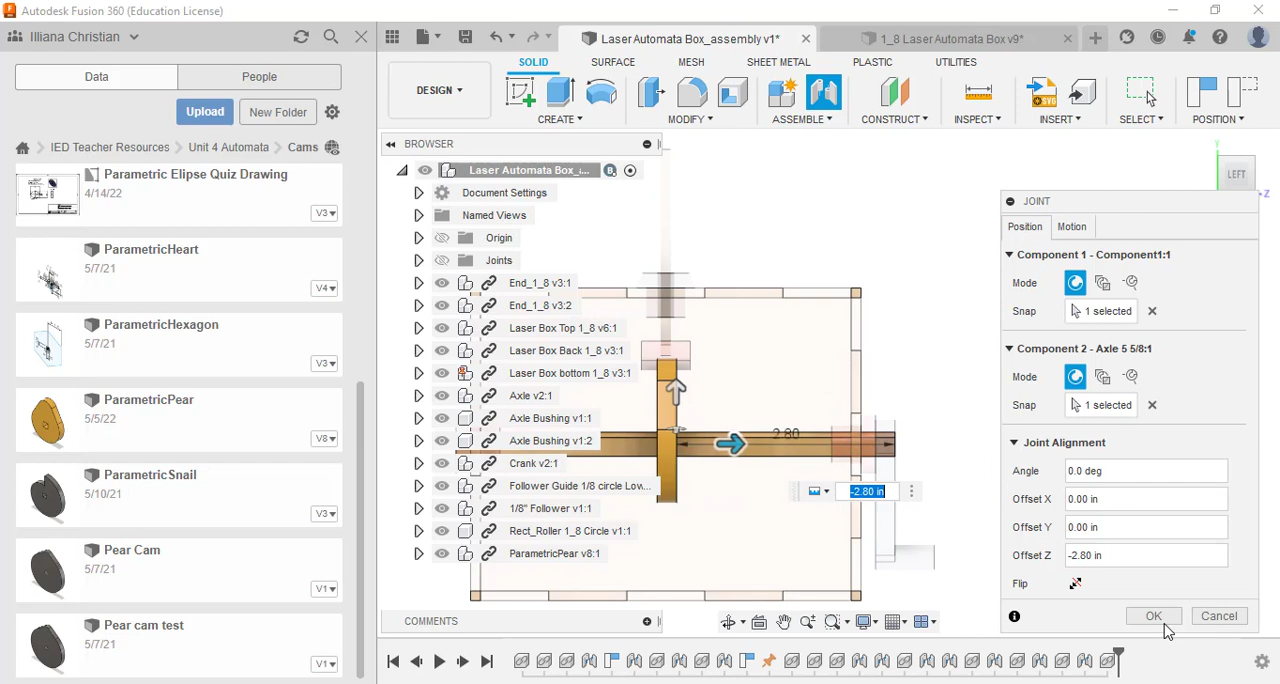 Autodesk Fusion 360 (Education License)
Illiana Christian
Data
People
Upload
New Folder
IED Teacher Resources
Unit 4 Automata
Cams
Parametric Elipse Quiz Drawing
4/14/22
V3
ParametricHeart
5/7/21
V4
ParametricHexagon
5/7/21
V3
ParametricPear
5/5/22
V8
ParametricSnail
5/10/21
V3
Pear Cam
5/7/21
V1
Pear cam test
5/7/21
V1
Laser Automata Box_assembly v1*
1_8 Laser Automata Box v9*
DESIGN
SOLID
SURFACE
MESH
SHEET METAL
PLASTIC
UTILITIES
CREATE
MODIFY
ASSEMBLE
CONSTRUCT
INSPECT
INSERT
SELECT
POSITION
BROWSER
Laser Automata Box_i...
Document Settings
Named Views
Origin
Joints
End_1_8 v3:1
End_1_8 v3:2
Laser Box Top 1_8 v6:1
Laser Box Back 1_8 v3:1
Laser Box bottom 1_8 v3:1
Axle v2:1
Axle Bushing v1:1
Axle Bushing v1:2
Crank v2:1
Follower Guide 1/8 circle Low...
1/8" Follower v1:1
Rect_Roller 1_8 Circle v1:1
ParametricPear v8:1
COMMENTS
2.80
-2.80 in
Y
LEFT
Z
JOINT
Position
Motion
Component 1 - Component1:1
Mode
Snap
1 selected
Component 2 - Axle 5 5/8:1
Mode
Snap
1 selected
Joint Alignment
Angle
0.0 deg
Offset X
0.00 in
Offset Y
0.00 in
Offset Z
-2.80 in
Flip
OK
Cancel